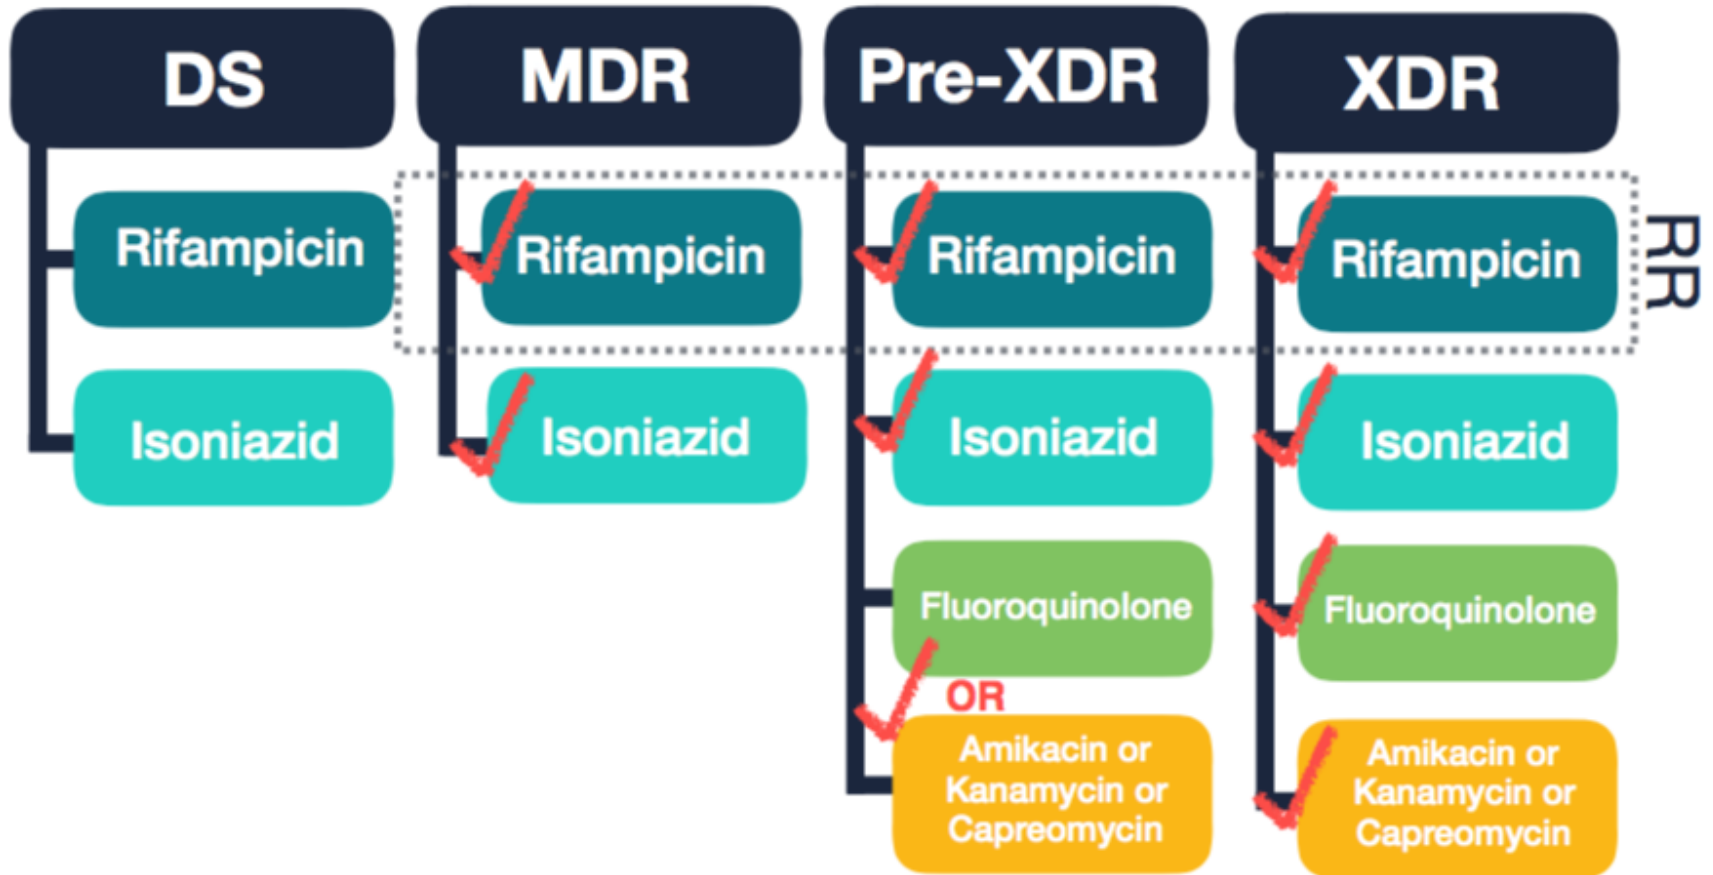 DS
Rifampicin
Isoniazid
MDR
Rifampicin
Isoniazid
Pre-XDR
Rifampicin
Isoniazid
Fluoroquinolone
OR
Amikacin or
Kanamycin or
Capreomycin
XDR
Rifampicin
Isoniazid
Fluoroquinolone
Amikacin or
Kanamycin or
Capreomycin
RR